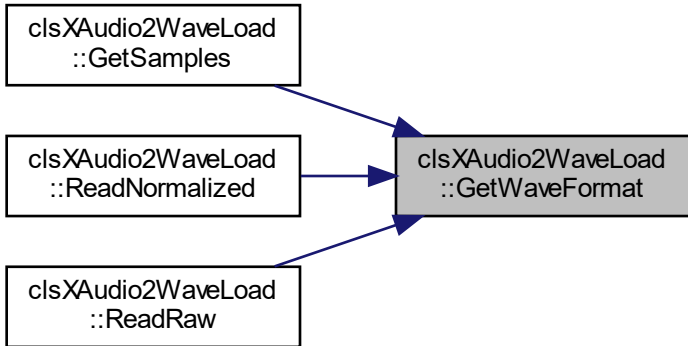 clsXAudio2WaveLoad
::GetSamples
clsXAudio2WaveLoad
::ReadNormalized
clsXAudio2WaveLoad
::GetWaveFormat
clsXAudio2WaveLoad
::ReadRaw